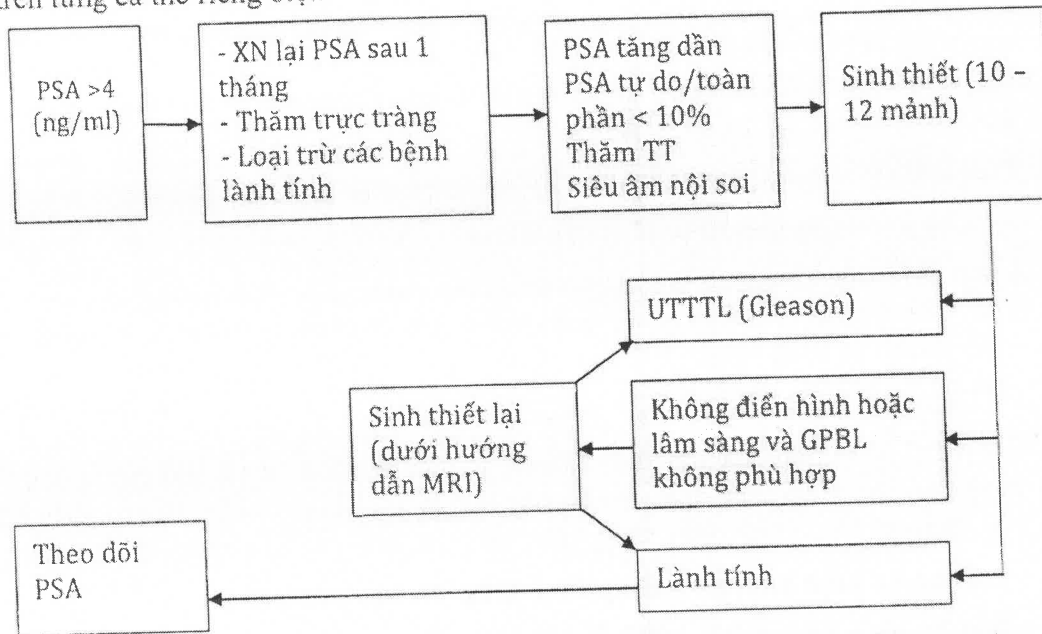 PSA >4
(ng/ml)
- XN lại PSA sau 1
tháng
- Thăm trực tràng
- Loại trừ các bệnh
lành tính
PSA tăng dần
PSA tự do/toàn
phần < 10%
Thăm TT
Siêu âm nội soi
Sinh thiết (10 –
12 mảnh)
UTTTL (Gleason)
Sinh thiết lại
(dưới hướng
dẫn MRI)
Không điển hình hoặc
lâm sàng và GPBL
không phù hợp
Lành tính
Theo dõi
PSA